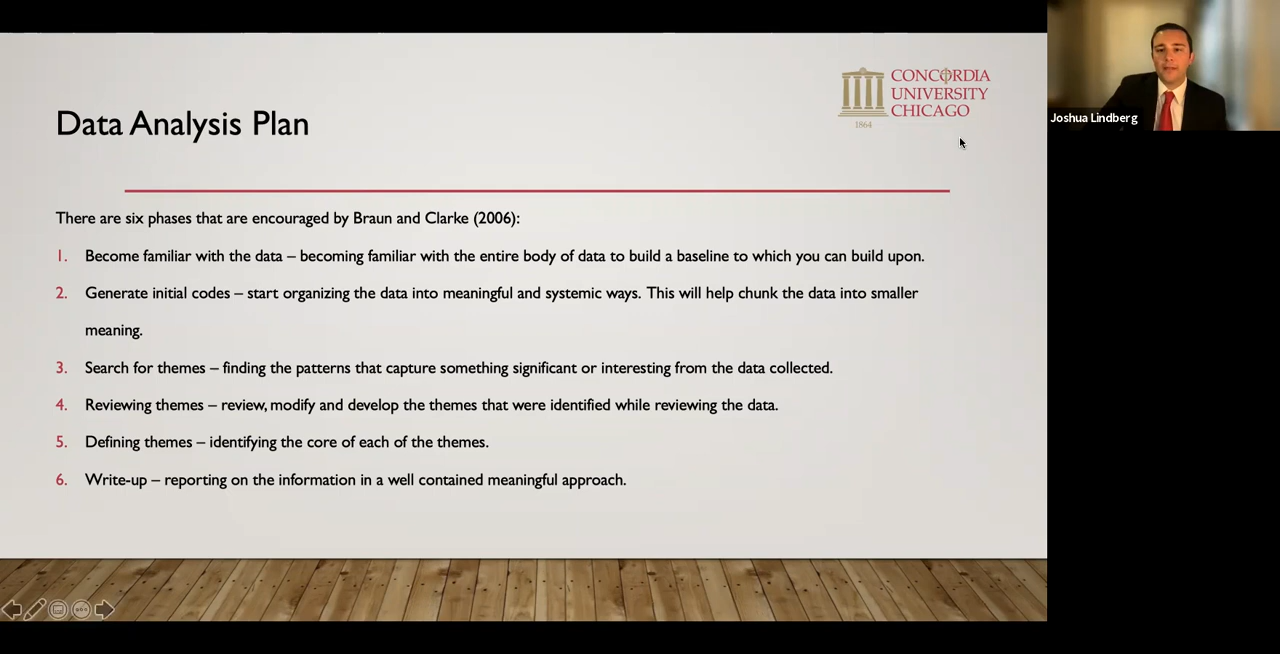 CONCORDIA
UNIVERSITY
CHICAGO
1864
Data Analysis Plan
Joshua Lindberg
There are six phases that are encouraged by Braun and Clarke (2006):
1. Become familiar with the data – becoming familiar with the entire body of data to build a baseline to which you can build upon.
2. Generate initial codes – start organizing the data into meaningful and systemic ways. This will help chunk the data into smaller
meaning.
3. Search for themes – finding the patterns that capture something significant or interesting from the data collected.
4. Reviewing themes – review, modify and develop the themes that were identified while reviewing the data.
5. Defining themes – identifying the core of each of the themes.
6. Write-up – reporting on the information in a well contained meaningful approach.